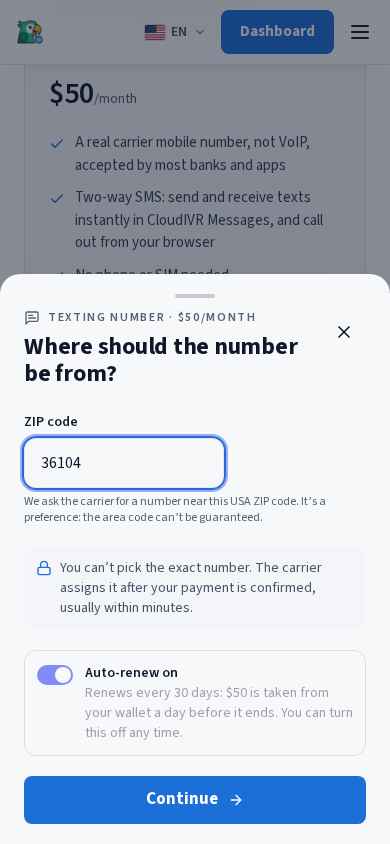 EN
Dashboard
$50/month
A real carrier mobile number, not VoIP,
accepted by most banks and apps
Two-way SMS: send and receive texts
instantly in CloudIVR Messages, and call
out from your browser
No phone or SIM needed
TEXTING NUMBER · $50/MONTH
Where should the number
be from?
ZIP code
36104
We ask the carrier for a number near this USA ZIP code. It's a
preference: the area code can't be guaranteed.
You can't pick the exact number. The carrier
assigns it after your payment is confirmed,
usually within minutes.
Auto-renew on
Renews every 30 days: $50 is taken from
your wallet a day before it ends. You can turn
this off any time.
Continue